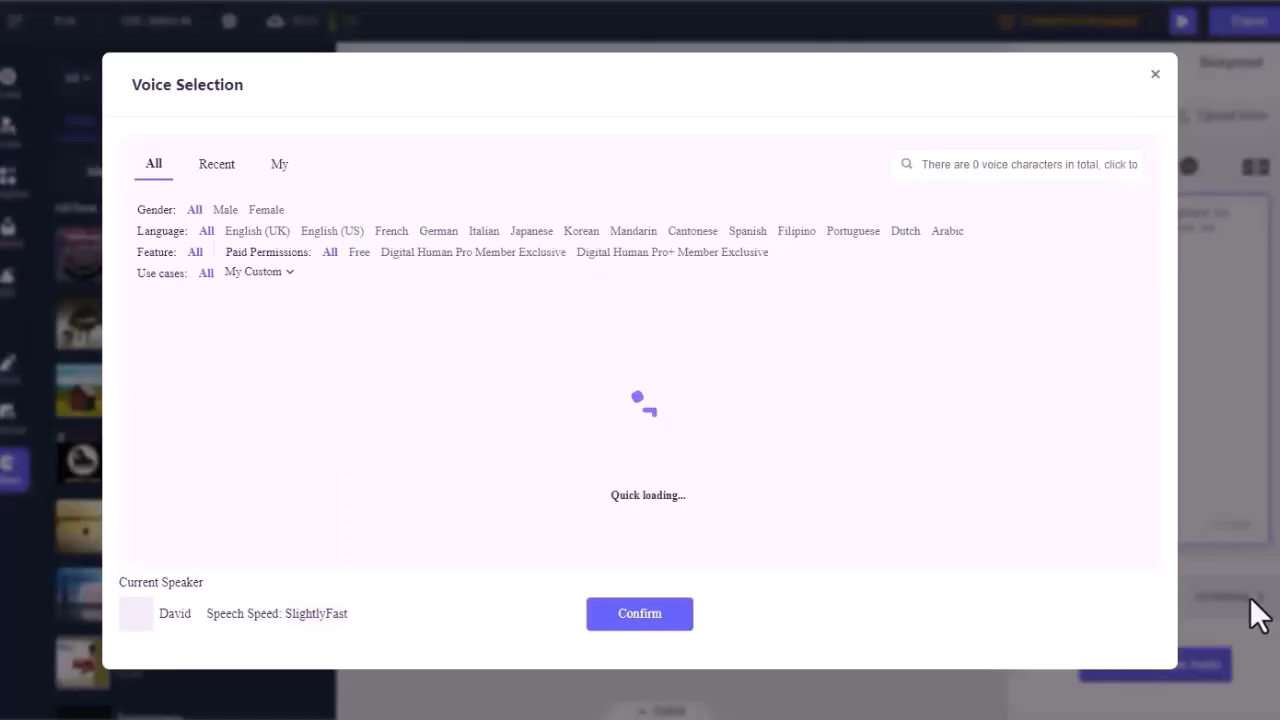 Voice Selection
×
All Recent My
There are 0 voice characters in total, click to
Gender: All Male Female
Language: All English (UK) English (US) French German Italian Japanese Korean Mandarin Cantonese Spanish Filipino Portuguese Dutch Arabic
Feature: All Paid Permissions: All Free Digital Human Pro Member Exclusive Digital Human Pro+ Member Exclusive
Use cases: All My Custom
Quick loading...
Current Speaker
David Speech Speed: SlightlyFast
Confirm